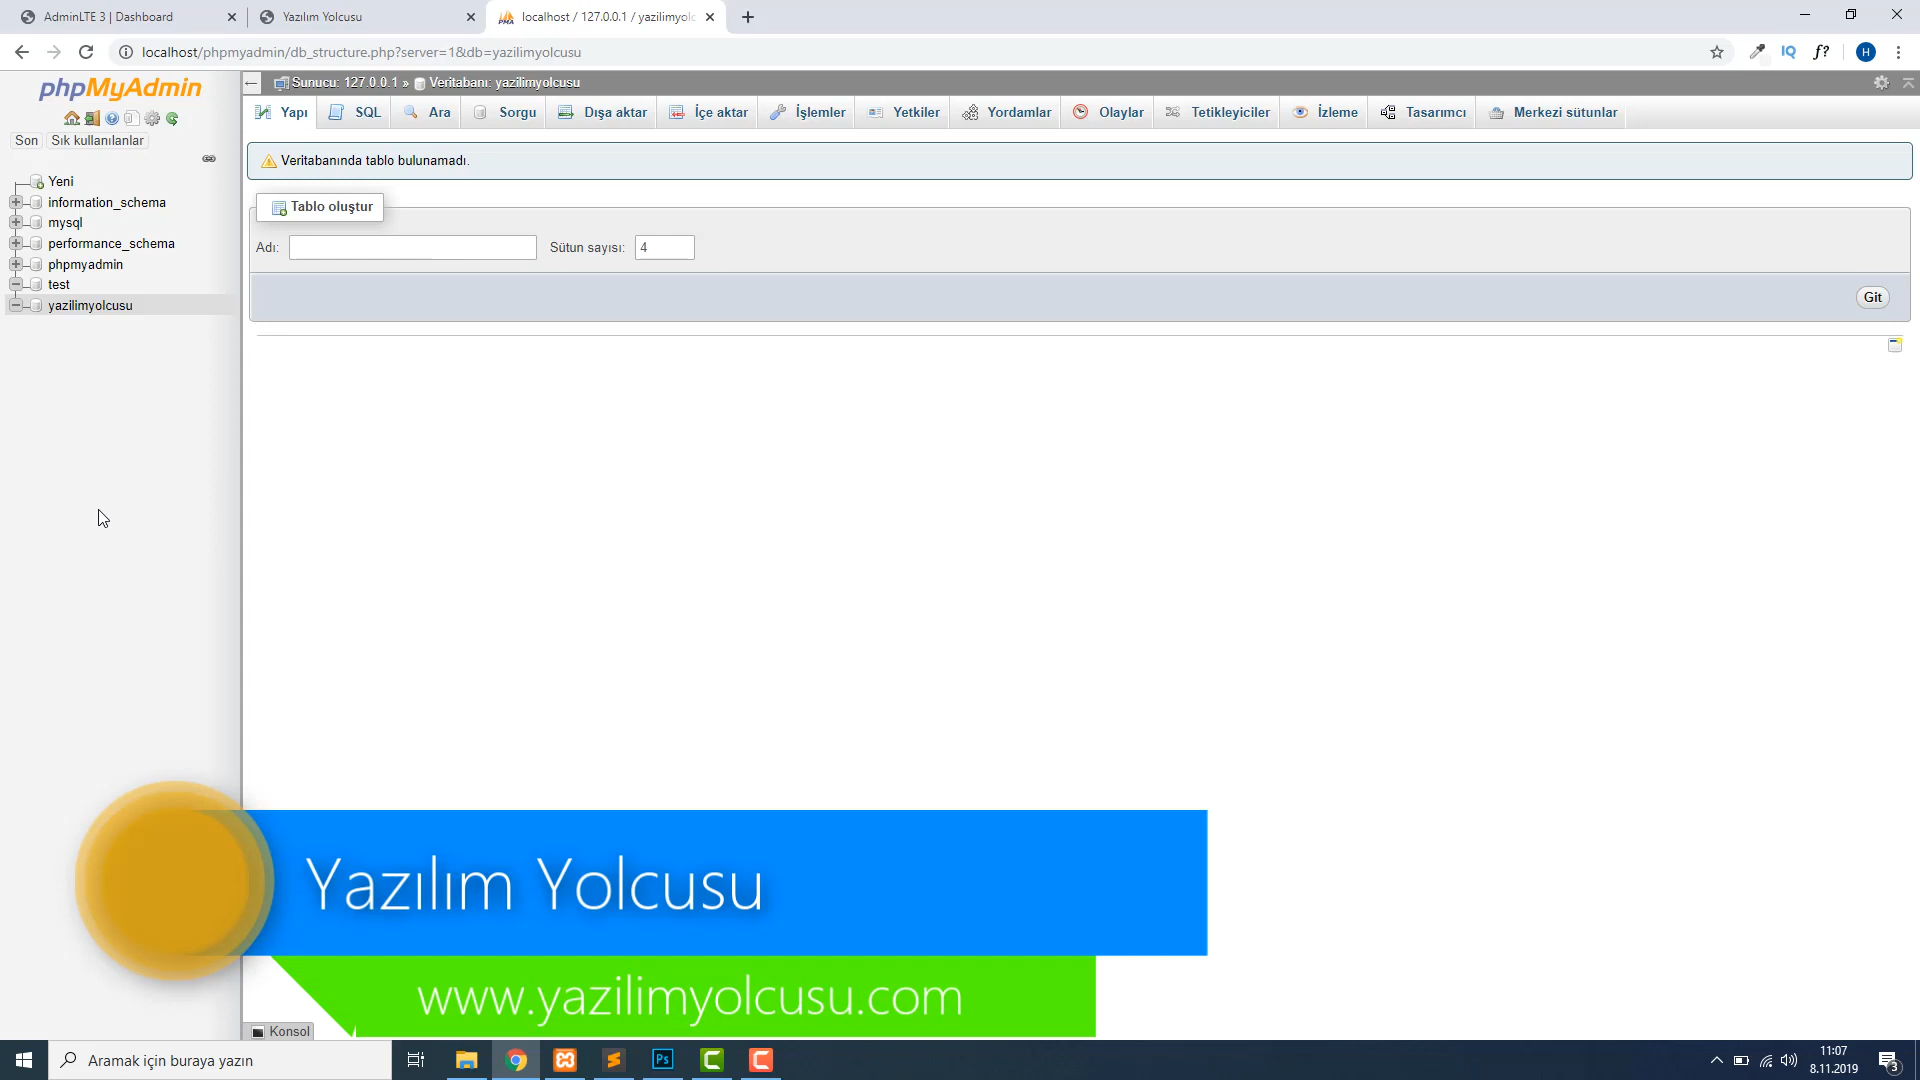 AdminLTE 3 | Dashboard
Yazılım Yolcusu
localhost / 127.0.0.1 / yazilimyolc
localhost/phpmyadmin/db_structure.php?server=1&db=yazilimyolcusu
IQ
f?
H
phpMyAdmin
Sunucu: 127.0.0.1 » Veritabanı: yazilimyolcusu
Yapı
SQL
Ara
Sorgu
Dışa aktar
İçe aktar
İşlemler
Yetkiler
Yordamlar
Olaylar
Tetikleyiciler
İzleme
Tasarımcı
Merkezi sütunlar
Son
Sık kullanılanlar
Yeni
information_schema
mysql
performance_schema
phpmyadmin
test
yazilimyolcusu
Veritabanında tablo bulunamadı.
Tablo oluştur
Adı:
Sütun sayısı: 4
Git
Yazılım Yolcusu
www.yazilimyolcusu.com
Konsol
Aramak için buraya yazın
Ps
11:07
8.11.2019
3